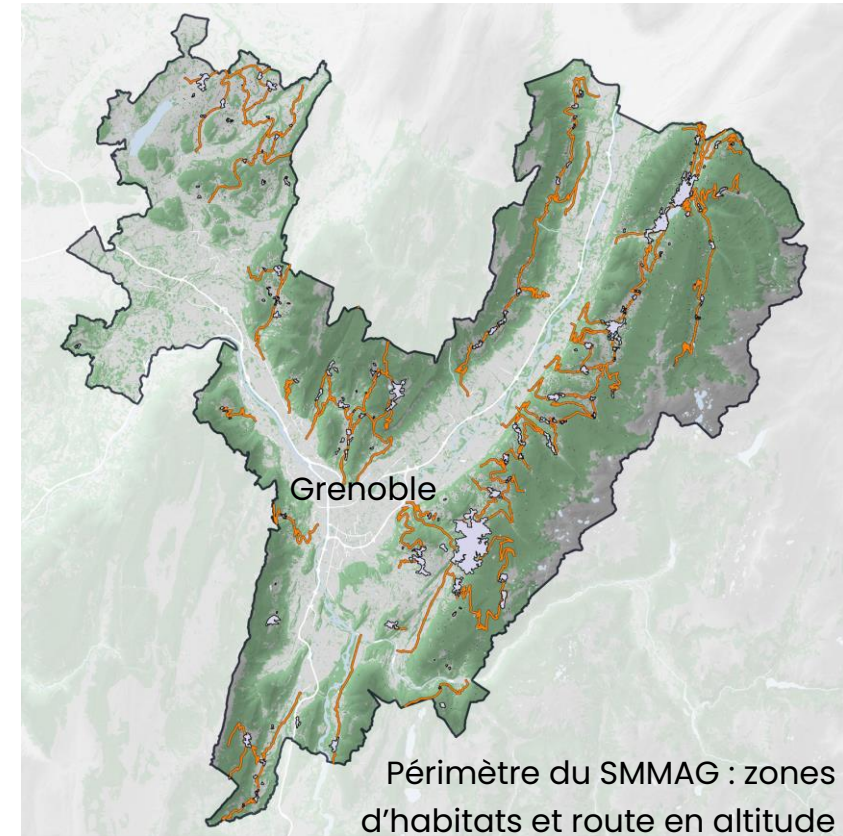 Grenoble
Périmètre du SMMAG : zones
d'habitats et route en altitude